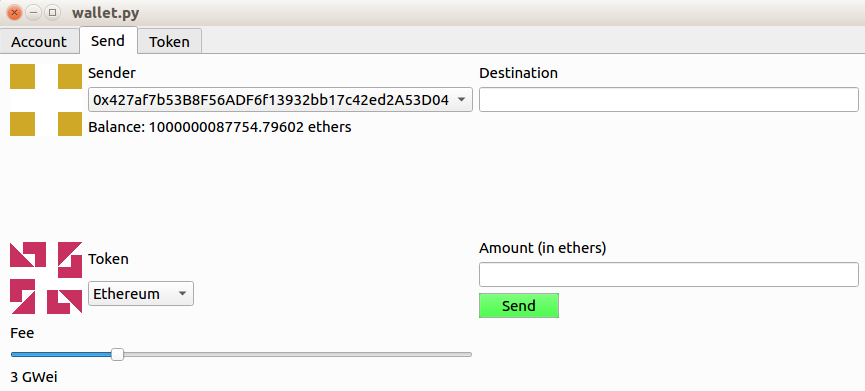 wallet.py
Account
Send
Token
Sender
Destination
0x427af7b53B8F56ADF6f13932bb17c42ed2A53D04
Balance: 1000000087754.79602 ethers
Amount (in ethers)
Token
Ethereum
Send
Fee
3 GWei